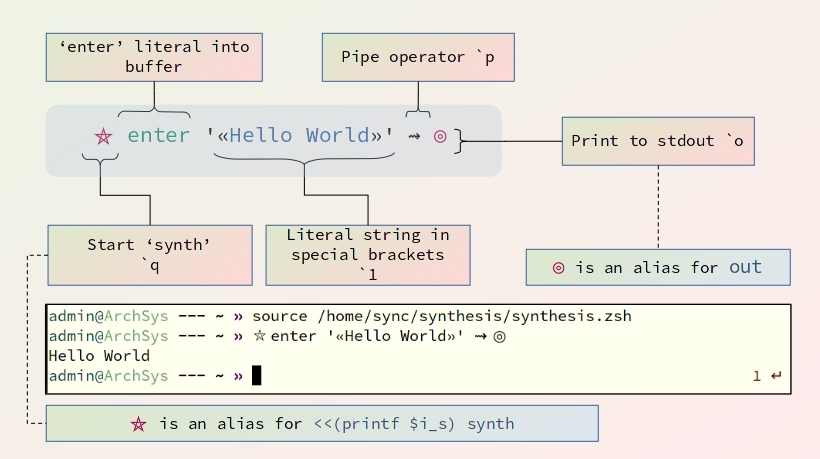 ‘enter’ literal into
buffer
Pipe operator `p
⛤ enter '«Hello World»' ⇝ ◎
Print to stdout `o
Start ‘synth’
`q
Literal string in
special brackets
`1
◎ is an alias for out
admin@ArchSys --- ~ » source /home/sync/synthesis/synthesis.zsh
admin@ArchSys --- ~ » ⛤ enter '«Hello World»' ⇝ ◎
Hello World
admin@ArchSys --- ~ » 1 ↵
⛤ is an alias for <<(printf $i_s) synth